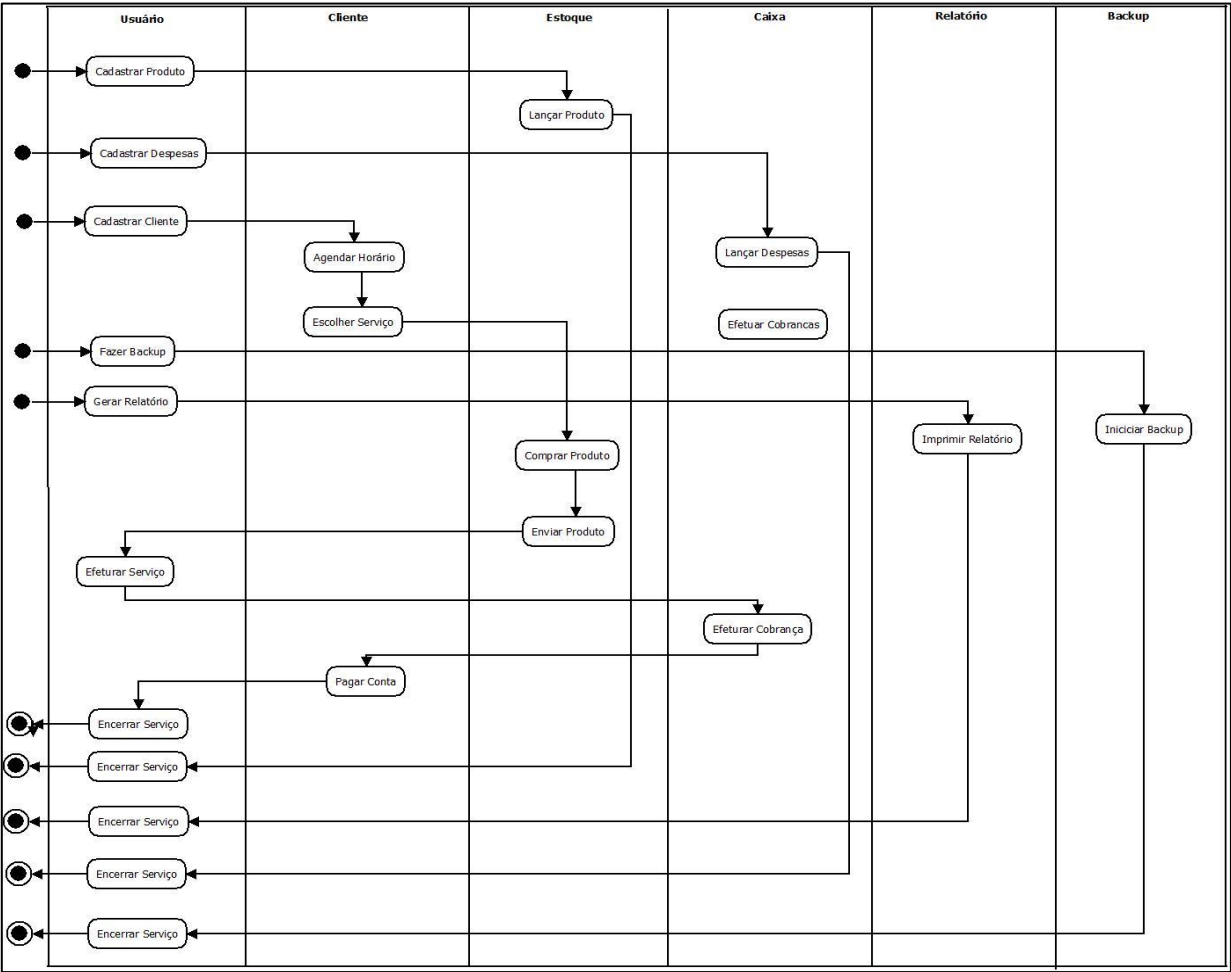 Usuário
Cliente
Estoque
Caixa
Relatório
Backup
Cadastrar Produto
Lançar Produto
Cadastrar Despesas
Cadastrar Cliente
Agendar Horário
Lançar Despesas
Escolher Serviço
Efetuar Cobrancas
Fazer Backup
Gerar Relatório
Imprimir Relatório
Iniciciar Backup
Comprar Produto
Enviar Produto
Efeturar Serviço
Efeturar Cobrança
Pagar Conta
Encerrar Serviço
Encerrar Serviço
Encerrar Serviço
Encerrar Serviço
Encerrar Serviço